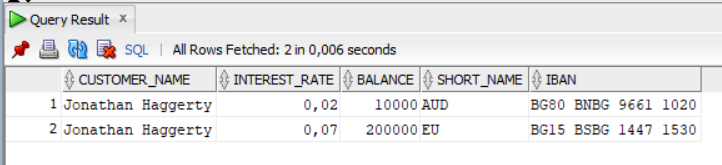 Query Result x
SQL | All Rows Fetched: 2 in 0,006 seconds
CUSTOMER_NAME INTEREST_RATE BALANCE SHORT_NAME IBAN
1 Jonathan Haggerty 0,02 10000 AUD BG80 BNBG 9661 1020
2 Jonathan Haggerty 0,07 200000 EU BG15 BSBG 1447 1530